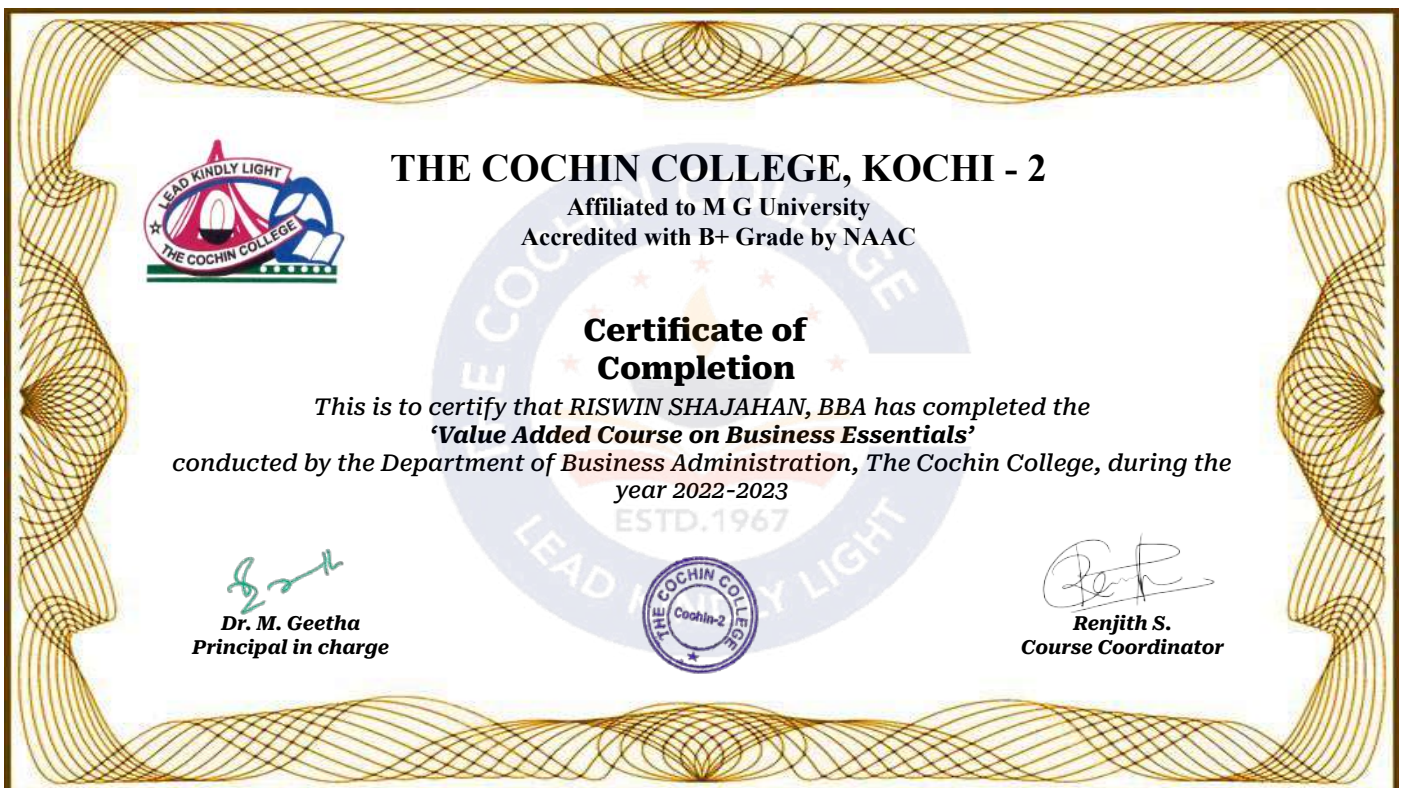 LEAD KINDLY LIGHT
THE COCHIN COLLEGE
THE COCHIN COLLEGE, KOCHI - 2
Affiliated to M G University
Accredited with B+ Grade by NAAC
THE COCHIN COLLEGE
Certificate of
Completion
This is to certify that RISWIN SHAJAHAN, BBA has completed the
‘Value Added Course on Business Essentials’
conducted by the Department of Business Administration, The Cochin College, during the
year 2022-2023
ESTD.1967
LEAD KINDLY LIGHT
THE COCHIN COLLEGE
Cochin-2
Dr. M. Geetha
Principal in charge
Renjith S.
Course Coordinator